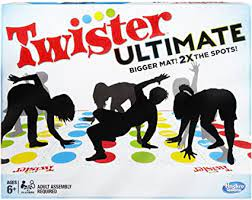 Twister
ULTIMATE
BIGGER MAT! 2X THE SPOTS!
AGES
6+
ADULT ASSEMBLY
REQUIRED
Hasbro
Gaming